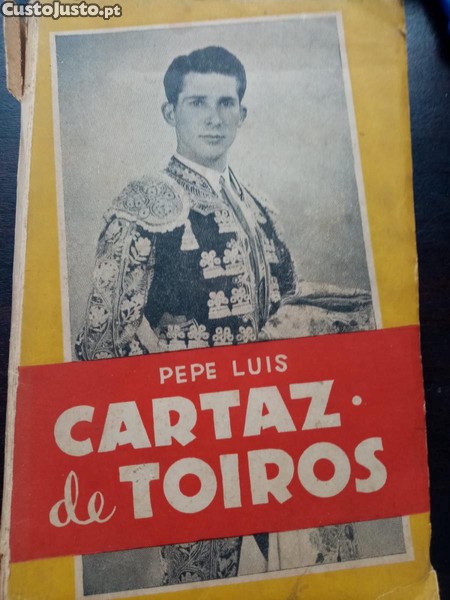 CustoJusto.pt
PEPE LUIS
CARTAZ.
de TOIROS